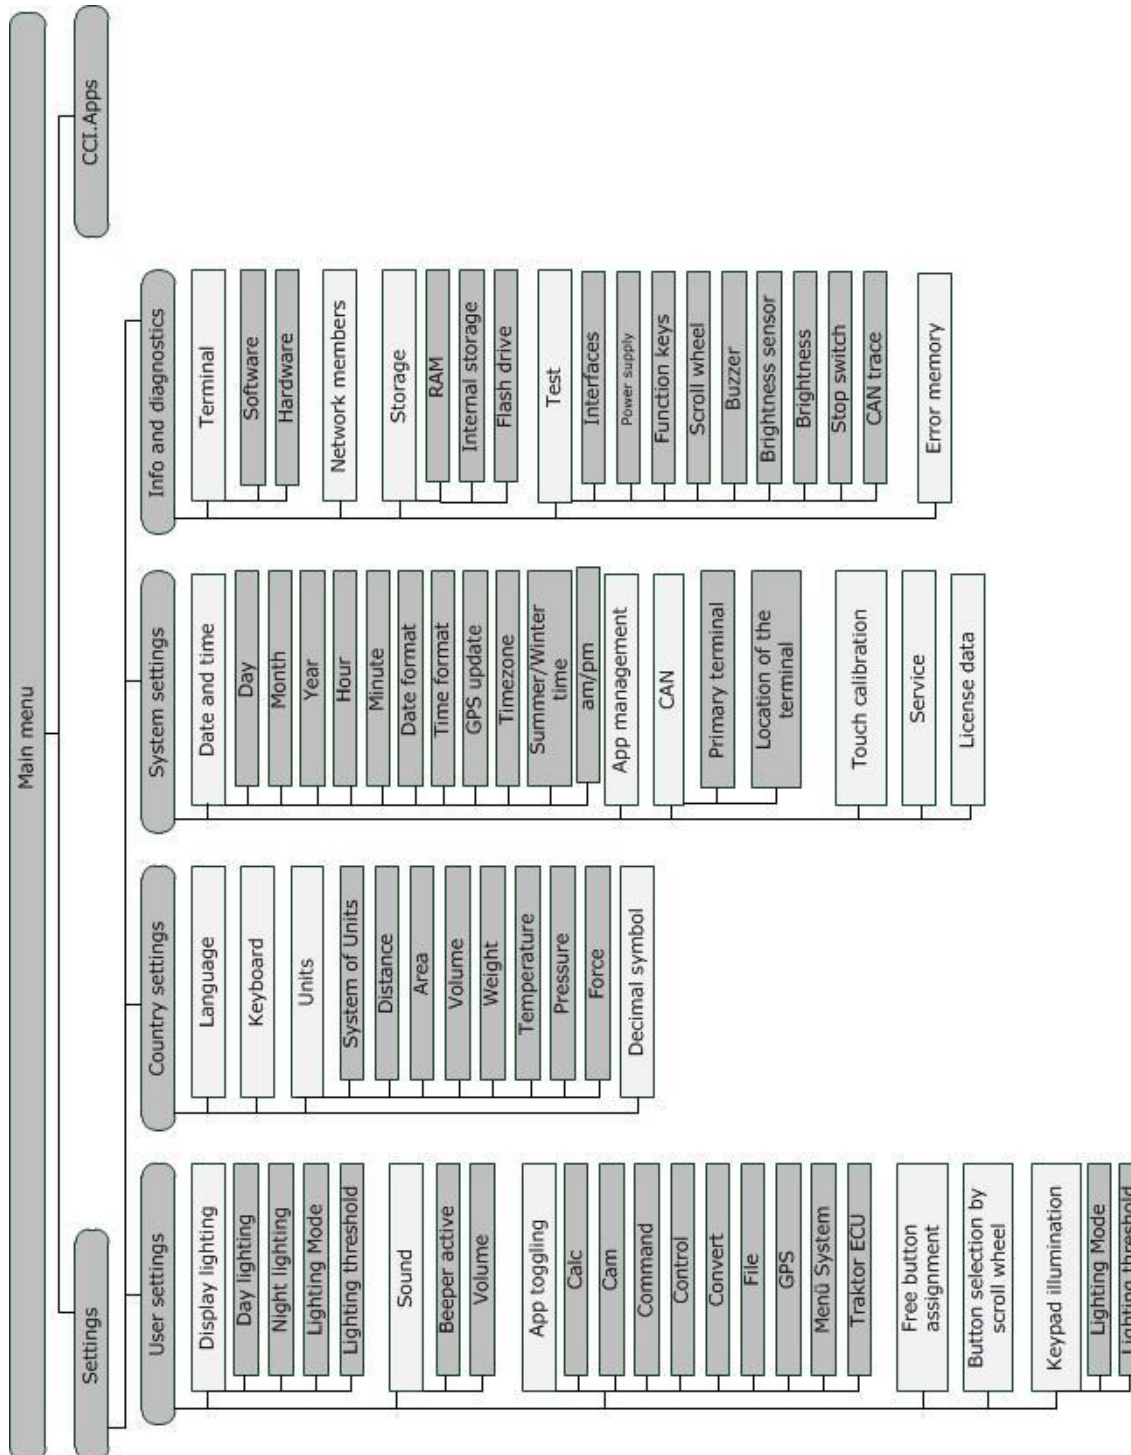 Main menu
Settings
CCI.Apps
User settings
Display lighting
Day lighting
Night lighting
Lighting Mode
Lighting threshold
Sound
Beeper active
Volume
App toggling
Calc
Cam
Command
Control
Convert
File
GPS
Menü System
Traktor ECU
Free button
assignment
Button selection by
scroll wheel
Keypad illumination
Lighting Mode
Lighting threshold
Country settings
Language
Keyboard
Units
System of Units
Distance
Area
Volume
Weight
Temperature
Pressure
Force
Decimal symbol
System settings
Date and time
Day
Month
Year
Hour
Minute
Date format
Time format
GPS update
Timezone
Summer/Winter
time
am/pm
App management
CAN
Primary terminal
Location of the
terminal
Touch calibration
Service
License data
Info and diagnostics
Terminal
Software
Hardware
Network members
Storage
RAM
Internal storage
Flash drive
Test
Interfaces
Power supply
Function keys
Scroll wheel
Buzzer
Brightness sensor
Brightness
Stop switch
CAN trace
Error memory